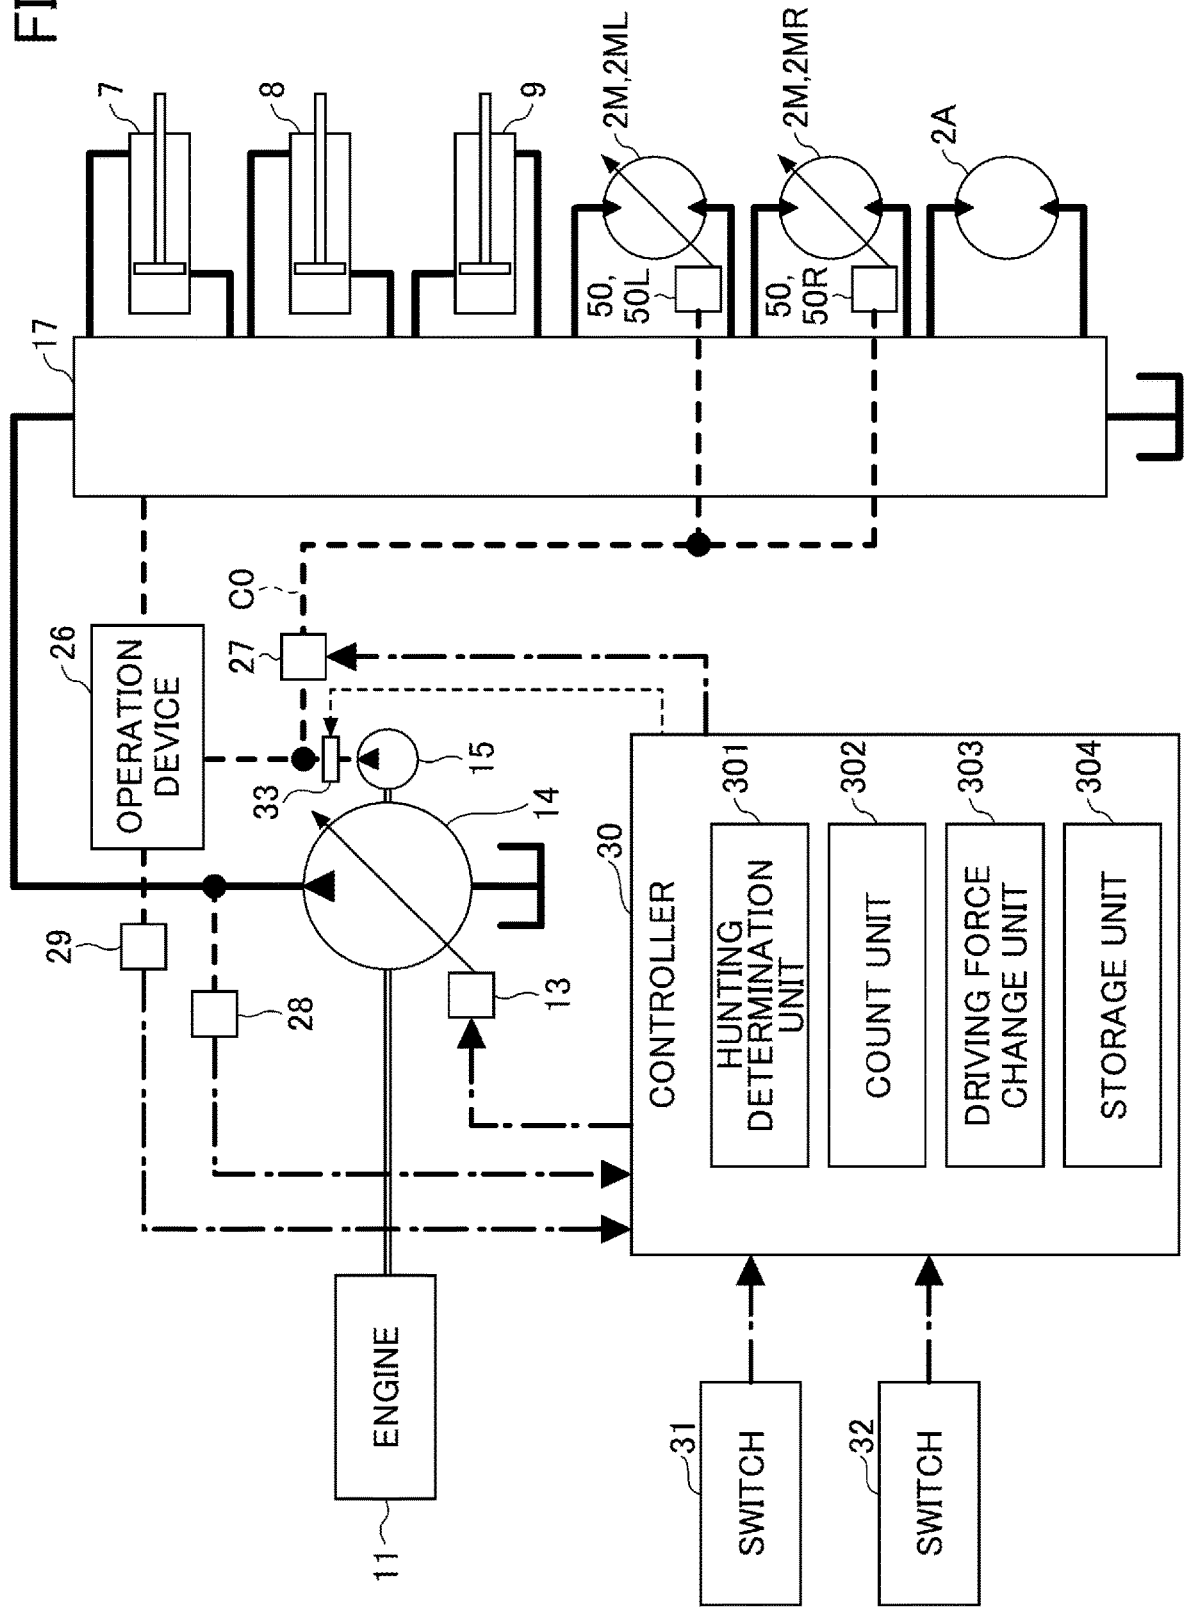 FI
17
7
8
9
2M,2ML
50,
50L
2M,2MR
50,
50R
2A
26
OPERATION
DEVICE
C0
27
33
15
14
29
28
13
30
CONTROLLER
301
HUNTING
DETERMINATION
UNIT
302
COUNT UNIT
303
DRIVING FORCE
CHANGE UNIT
304
STORAGE UNIT
ENGINE
11
31
SWITCH
32
SWITCH